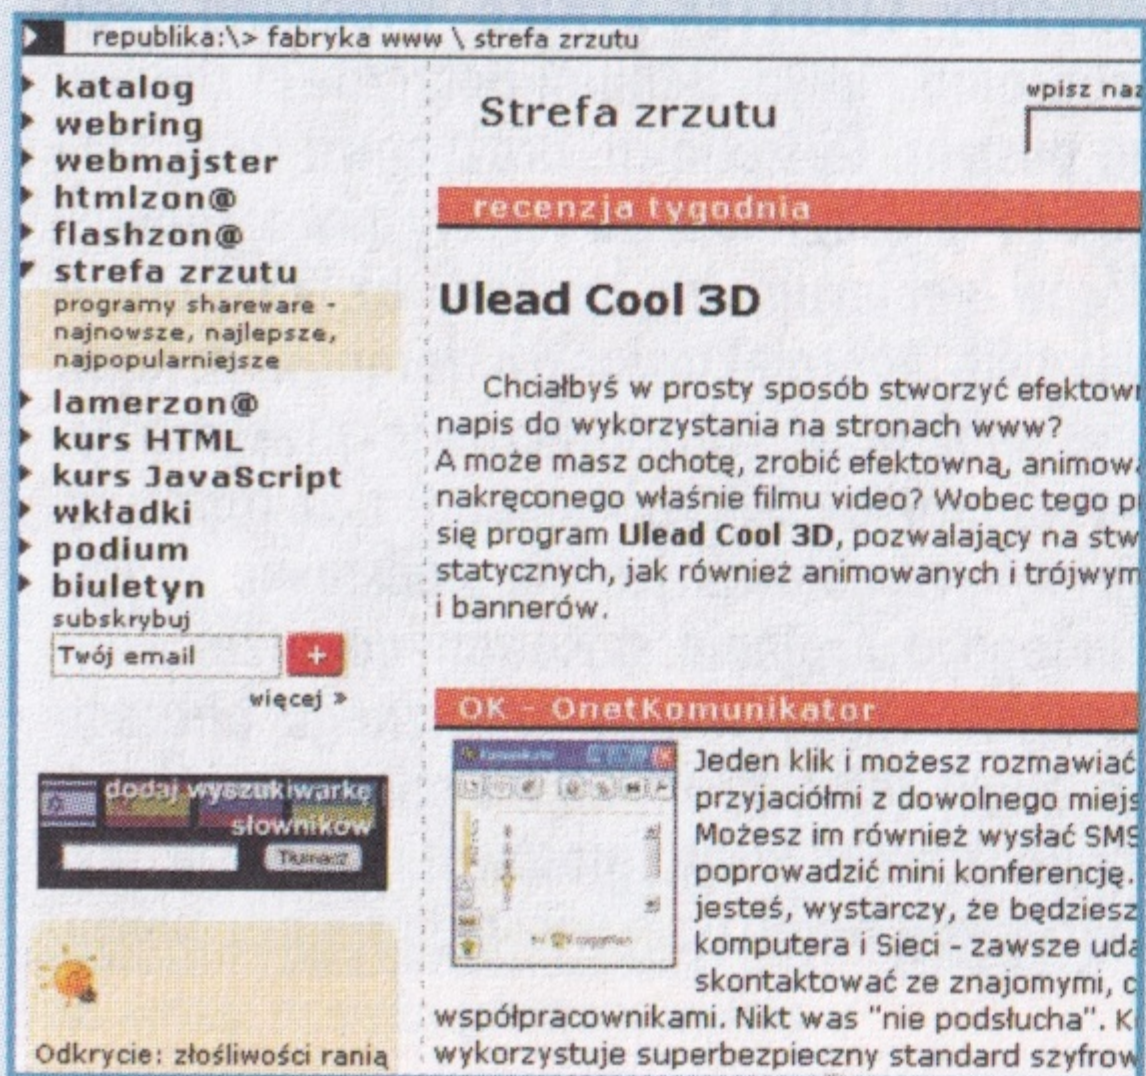 republika:\> fabryka www \ strefa zrzutu
katalog
webring
webmajster
htmlzon@
flashzon@
strefa zrzutu
programy shareware -
najnowsze, najlepsze,
najpopularniejsze
lamerzon@
kurs HTML
kurs JavaScript
wkładki
podium
biuletyn
subskrybuj
Twój email +
więcej »
dodaj wyszukiwarkę
słowników
Tłumacz
Odkrycie: złośliwości ranią
Strefa zrzutu
wpisz naz
recenzja tygodnia
Ulead Cool 3D
Chciałbyś w prosty sposób stworzyć efektow
napis do wykorzystania na stronach www?
A może masz ochotę, zrobić efektowną, animow
nakręconego właśnie filmu video? Wobec tego p
się program Ulead Cool 3D, pozwalający na stw
statycznych, jak również animowanych i trójwym
i bannerów.
OK - OnetKomunikator
Jeden klik i możesz rozmawiać
przyjaciółmi z dowolnego miejs
Możesz im również wysłać SMS
poprowadzić mini konferencję.
jesteś, wystarczy, że będziesz
komputera i Sieci - zawsze uda
skontaktować ze znajomymi, c
współpracownikami. Nikt was "nie podsłucha". K
wykorzystuje superbezpieczny standard szyfrow